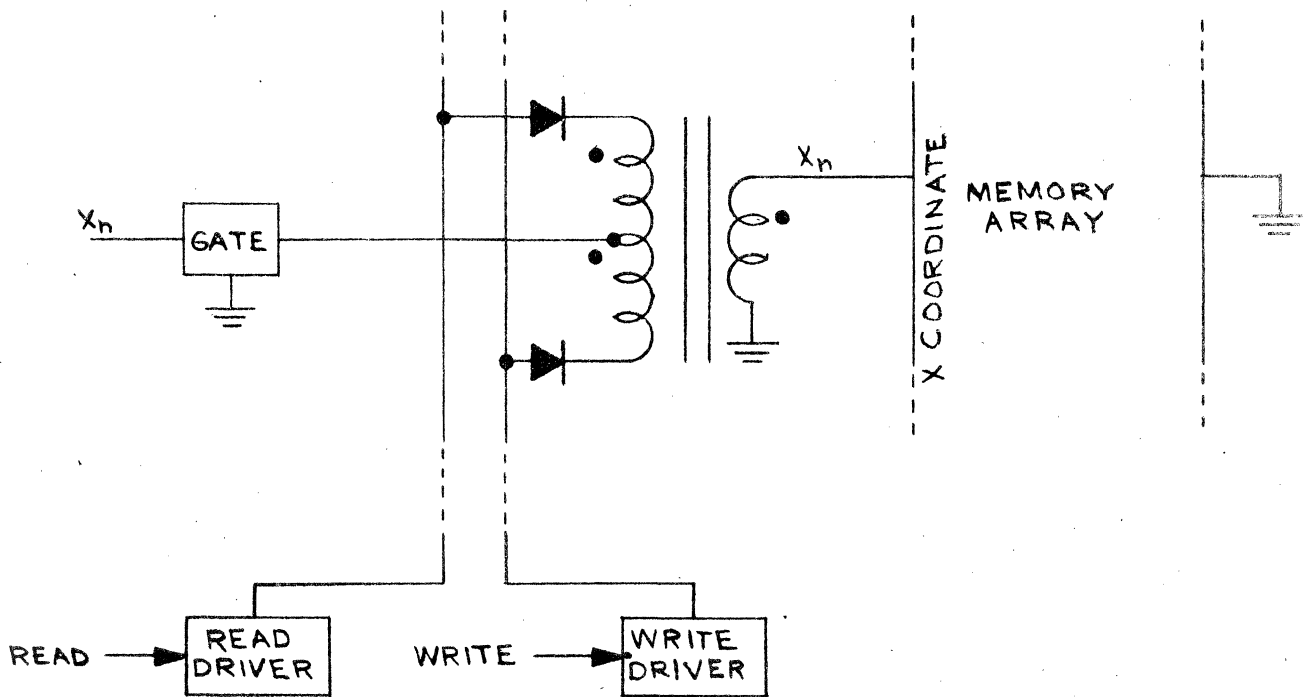 Xn
GATE
Xn
X COORDINATE
MEMORY
ARRAY
READ
READ
DRIVER
WRITE
WRITE
DRIVER